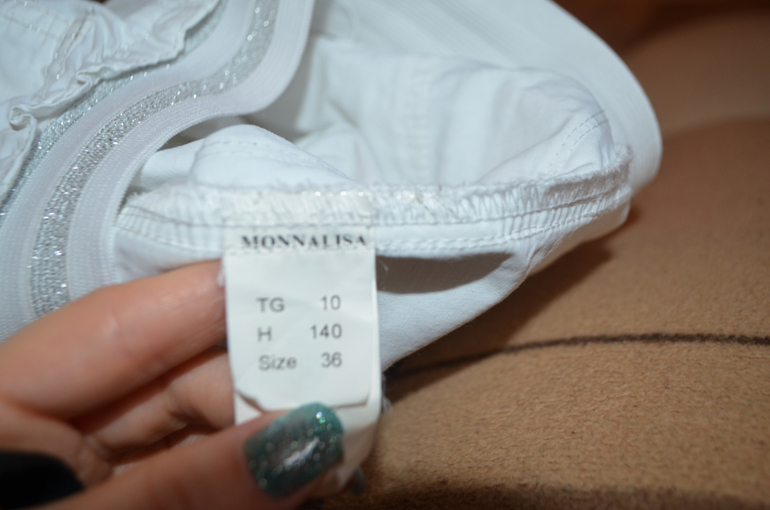 MONNALISA
TG 10
H 140
Size 36